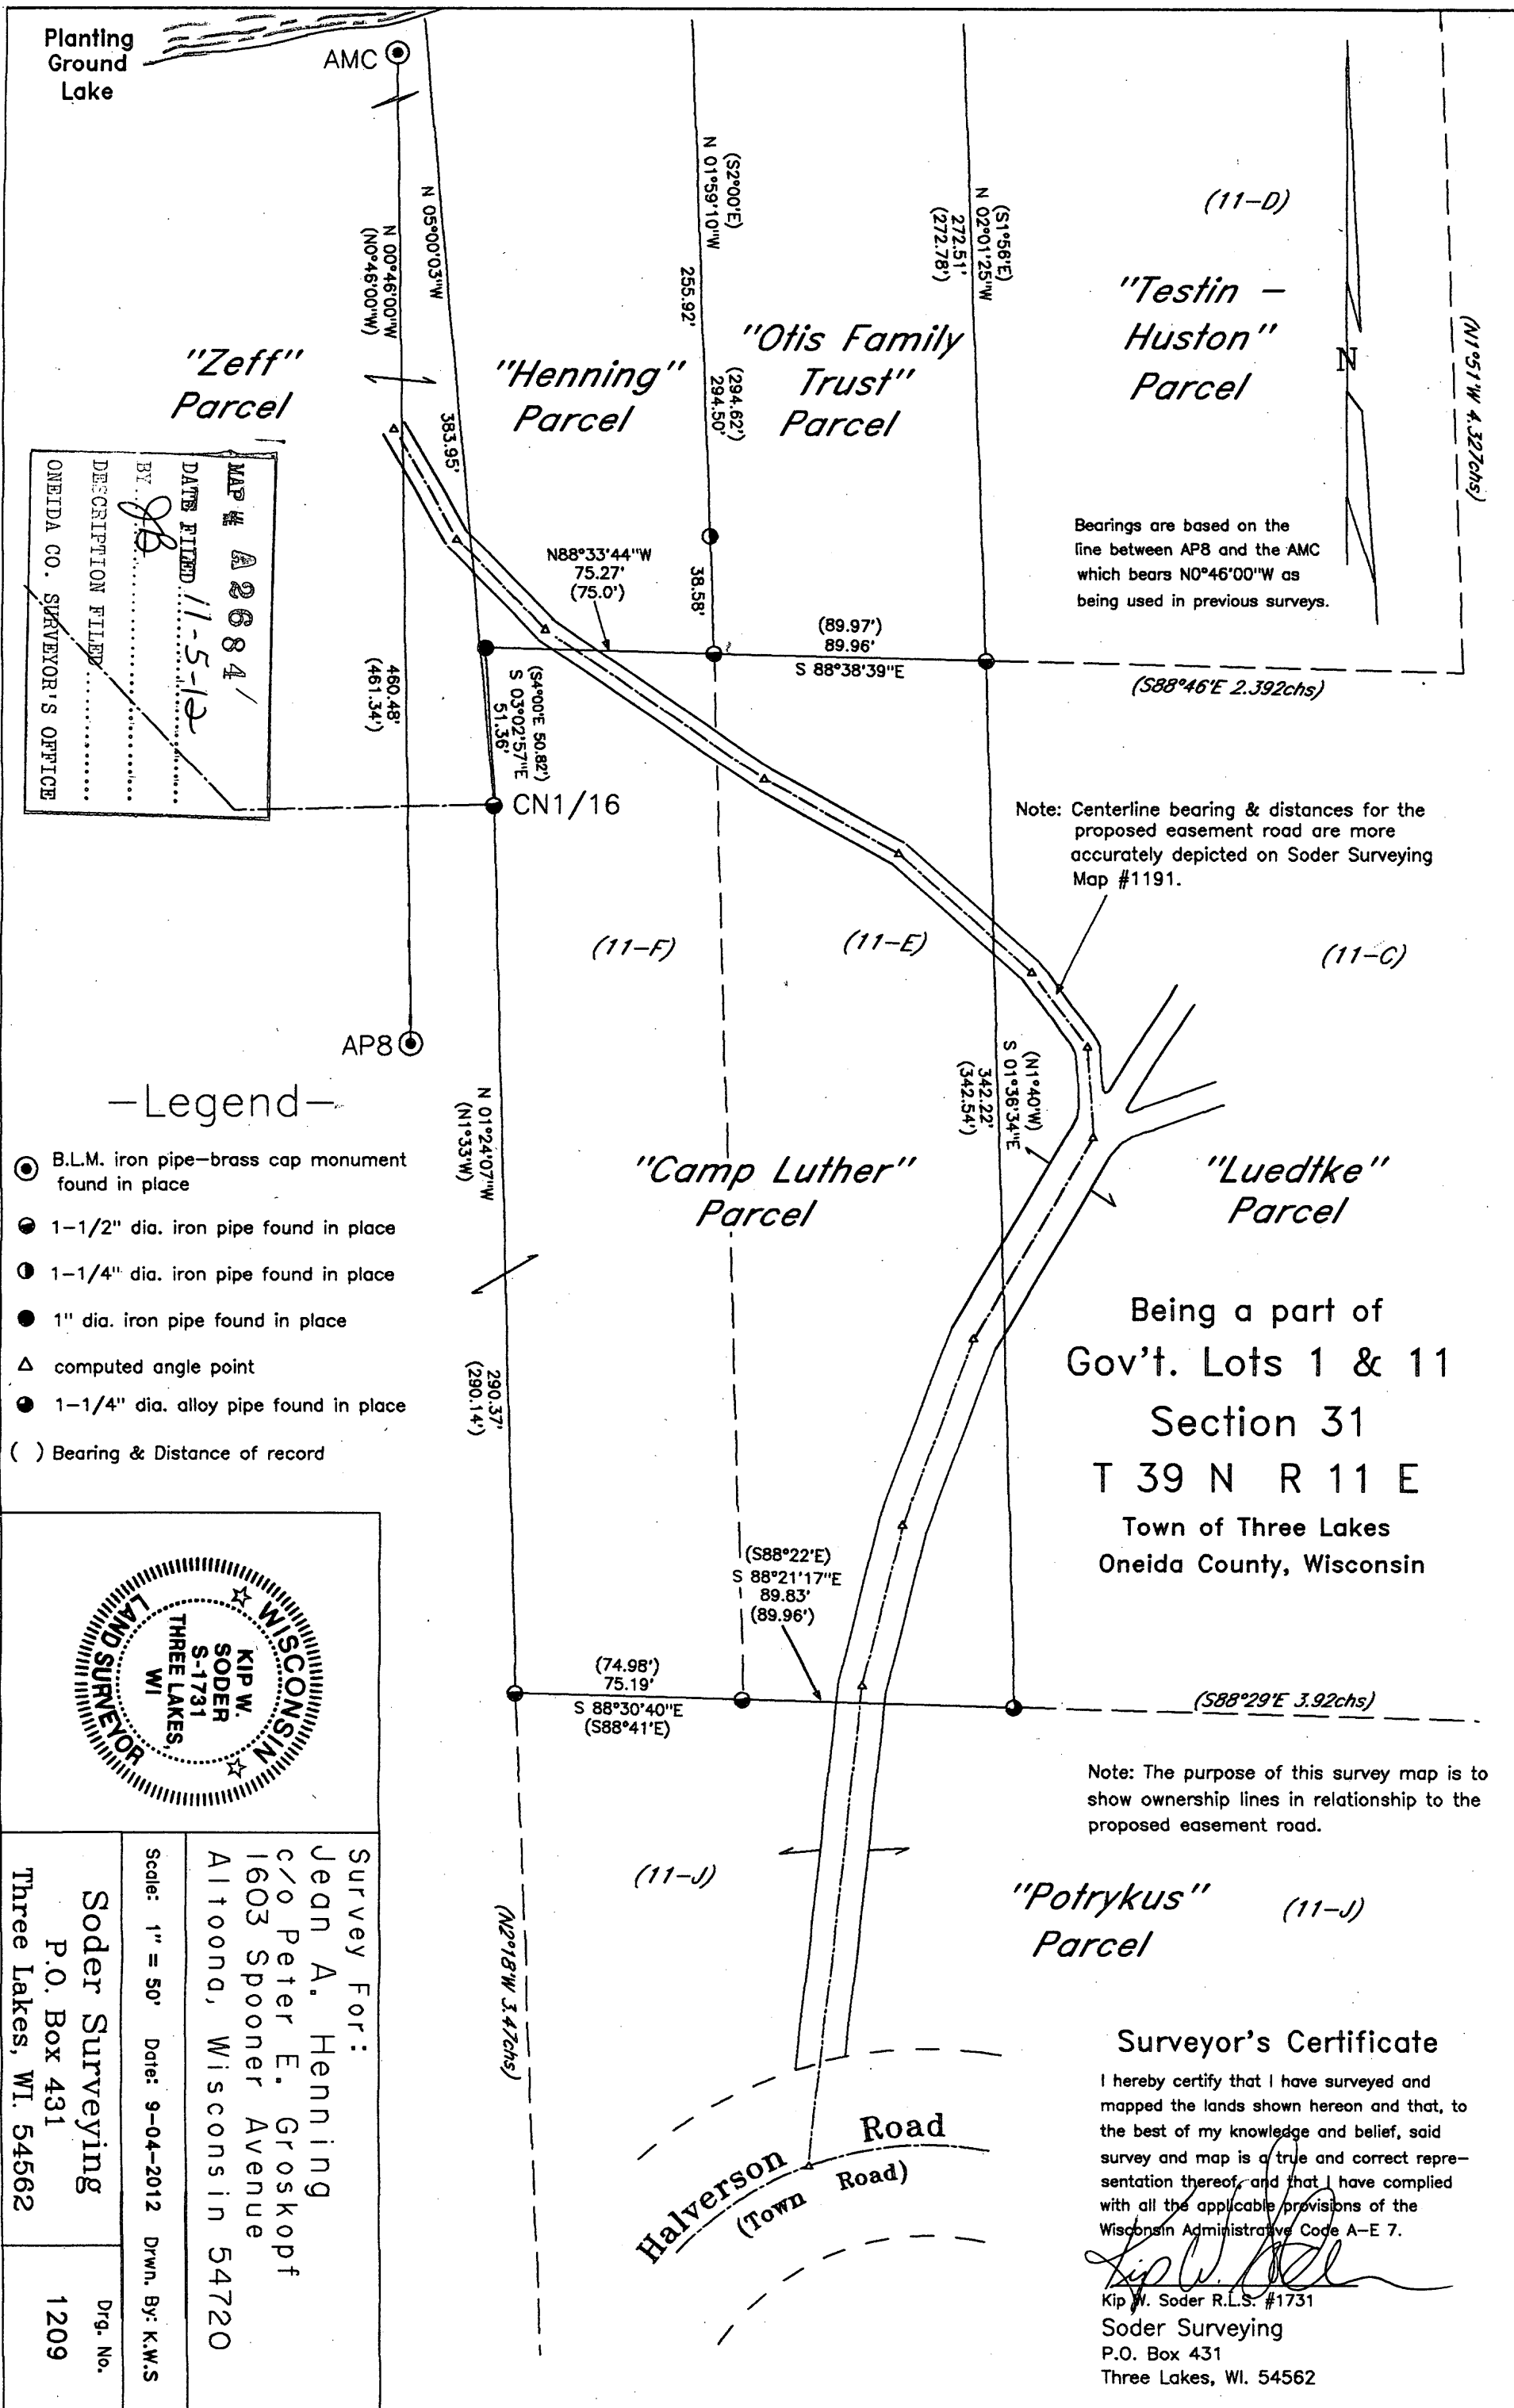 Planting
Ground
Lake
AMC
N 05°00'03"W
383.95'
N 00°46'00"W
(N0°46'00"W)
(S2°00'E)
N 01°59'10"W
255.92'
(294.62')
294.50'
38.58'
(S1°56'E)
N 02°01'25"W
272.51'
(272.78')
(11-D)
"Testin -
Huston"
Parcel
N
(N1°51'W 4.327chs)
"Otis Family
Trust"
Parcel
"Henning"
Parcel
"Zeff"
Parcel
Bearings are based on the
line between AP8 and the AMC
which bears N0°46'00"W as
being used in previous surveys.
MAP # A2684
DATE FILED 11-5-12
BY JB
DESCRIPTION FILED
ONEIDA CO. SURVEYOR'S OFFICE
N88°33'44"W
75.27'
(75.0')
(89.97')
89.96'
S 88°38'39"E
(S88°46'E 2.392chs)
460.48'
(461.34')
(S4°00'E 50.82')
S 03°02'57"E
51.36'
CN1/16
Note: Centerline bearing & distances for the
proposed easement road are more
accurately depicted on Soder Surveying
Map #1191.
(11-F)
(11-E)
(11-C)
AP8
(N1°40'W)
S 01°36'34"E
342.22'
(342.54')
N 01°24'07"W
(N1°33'W)
290.37'
(290.14')
-Legend-
B.L.M. iron pipe-brass cap monument
found in place
1-1/2" dia. iron pipe found in place
1-1/4" dia. iron pipe found in place
1" dia. iron pipe found in place
computed angle point
1-1/4" dia. alloy pipe found in place
( ) Bearing & Distance of record
"Camp Luther"
Parcel
"Luedtke"
Parcel
Being a part of
Gov't. Lots 1 & 11
Section 31
T 39 N R 11 E
Town of Three Lakes
Oneida County, Wisconsin
(S88°22'E)
S 88°21'17"E
89.83'
(89.96')
(74.98')
75.19'
S 88°30'40"E
(S88°41'E)
(S88°29'E 3.92chs)
Note: The purpose of this survey map is to
show ownership lines in relationship to the
proposed easement road.
WISCONSIN
KIP W.
SODER
S-1731
THREE LAKES,
WI
LAND SURVEYOR
(11-J)
"Potrykus"
Parcel
(11-J)
(N2°18'W 3.47chs)
Halverson Road
(Town Road)
Survey For:
Jean A. Henning
c/o Peter E. Groskopf
1603 Spooner Avenue
Altoona, Wisconsin 54720
Scale: 1" = 50' Date: 9-04-2012 Drwn. By: K.W.S
Soder Surveying
P.O. Box 431
Three Lakes, WI. 54562
Drg. No.
1209
Surveyor's Certificate
I hereby certify that I have surveyed and
mapped the lands shown hereon and that, to
the best of my knowledge and belief, said
survey and map is a true and correct repre-
sentation thereof, and that I have complied
with all the applicable provisions of the
Wisconsin Administrative Code A-E 7.
Kip W. Soder
Kip W. Soder R.L.S. #1731
Soder Surveying
P.O. Box 431
Three Lakes, WI. 54562